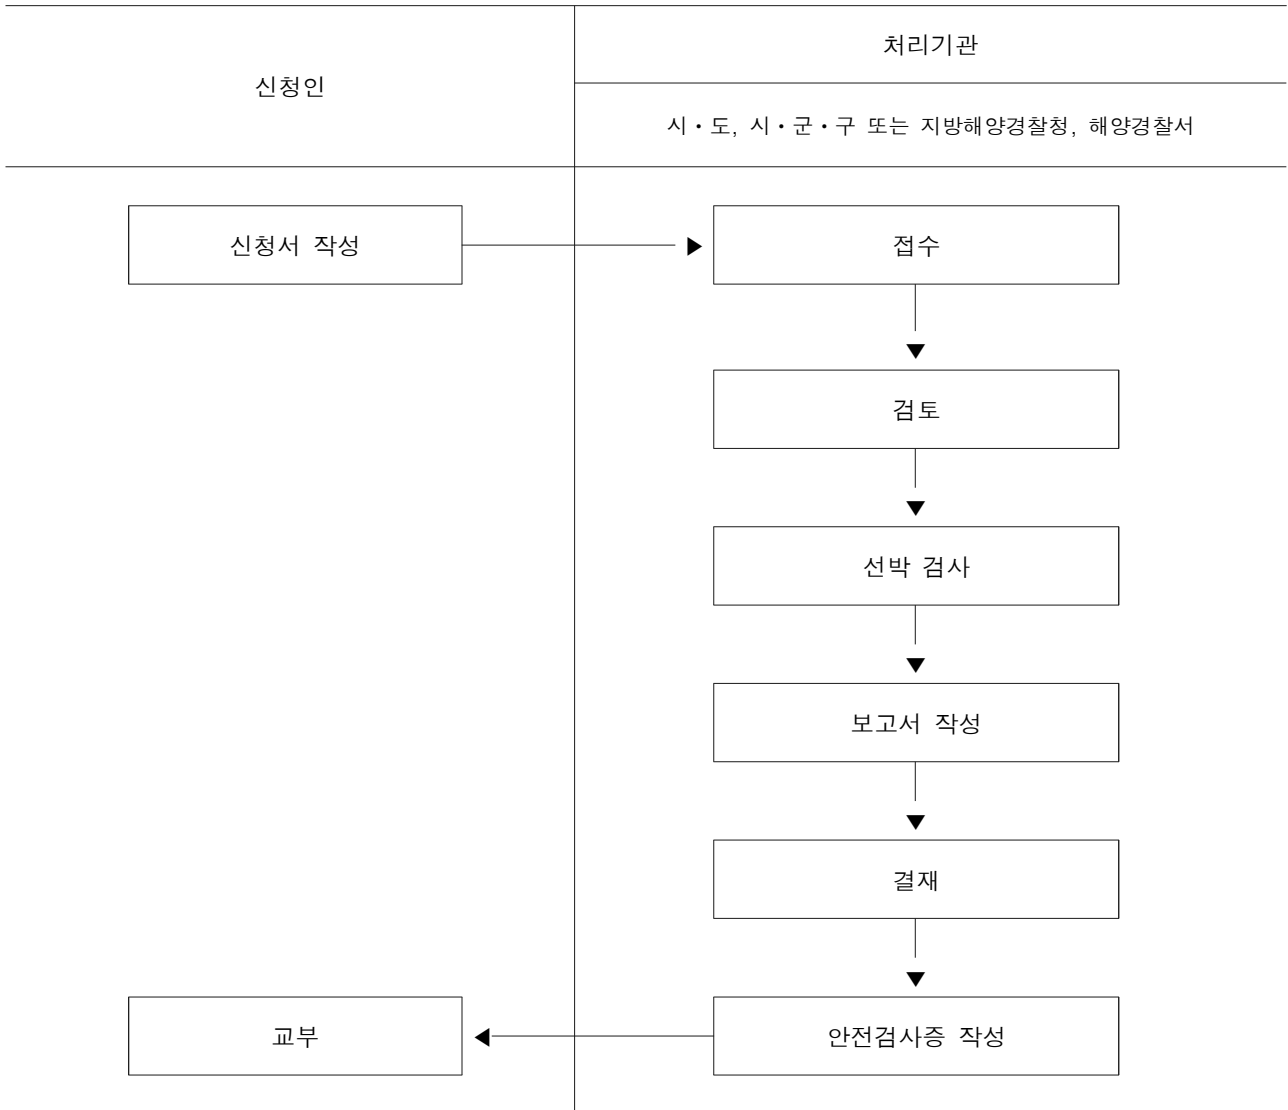 신청인
처리기관
시・도, 시・군・구 또는 지방해양경찰청, 해양경찰서
신청서 작성
접수
검토
선박 검사
보고서 작성
결재
안전검사증 작성
교부